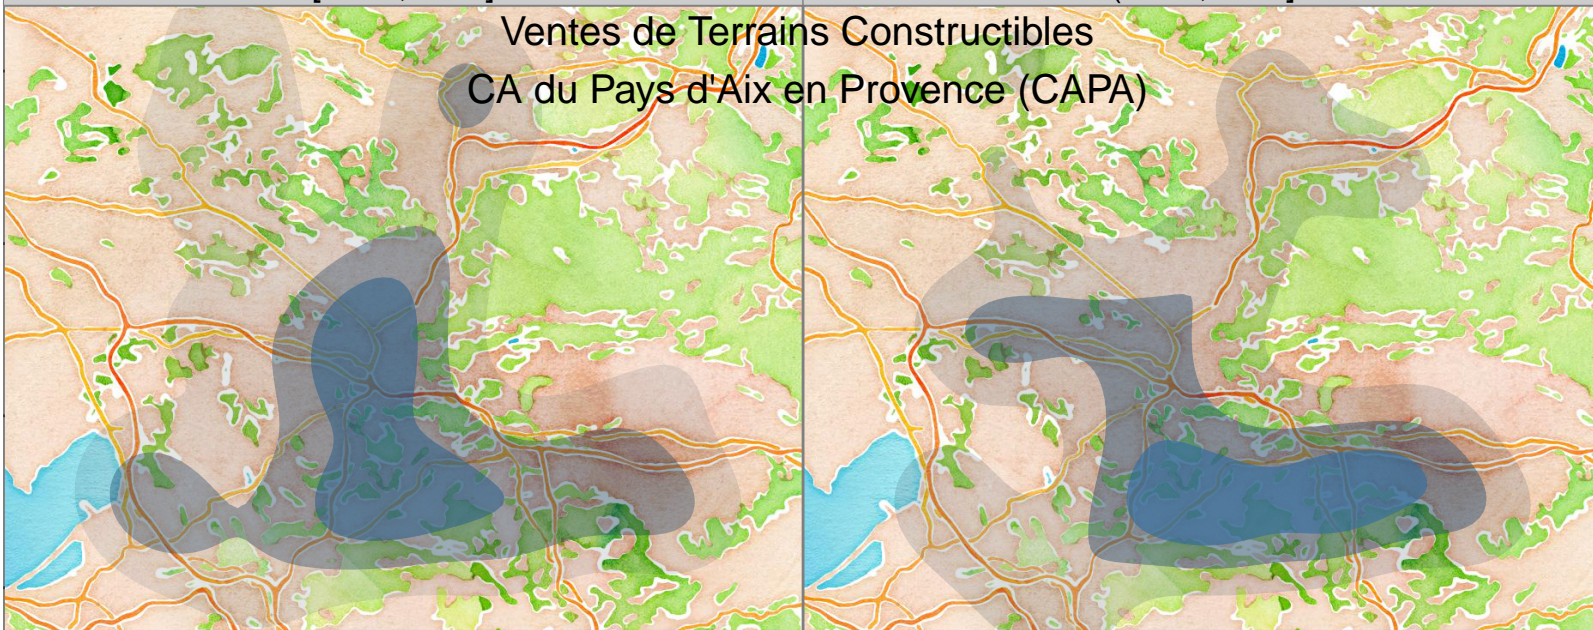 Ventes de Terrains Constructibles
CA du Pays d'Aix en Provence (CAPA)